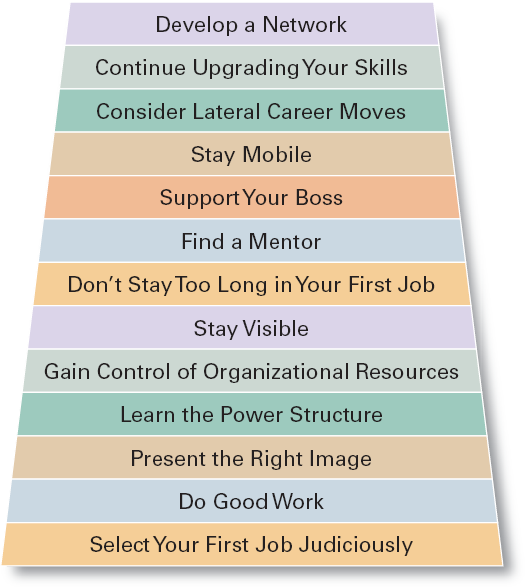 Develop a Network
Continue Upgrading Your Skills
Consider Lateral Career Moves
Stay Mobile
Support Your Boss
Find a Mentor
Don't Stay Too Long in Your First Job
Stay Visible
Gain Control of Organizational Resources
Learn the Power Structure
Present the Right Image
Do Good Work
Select Your First Job Judiciously